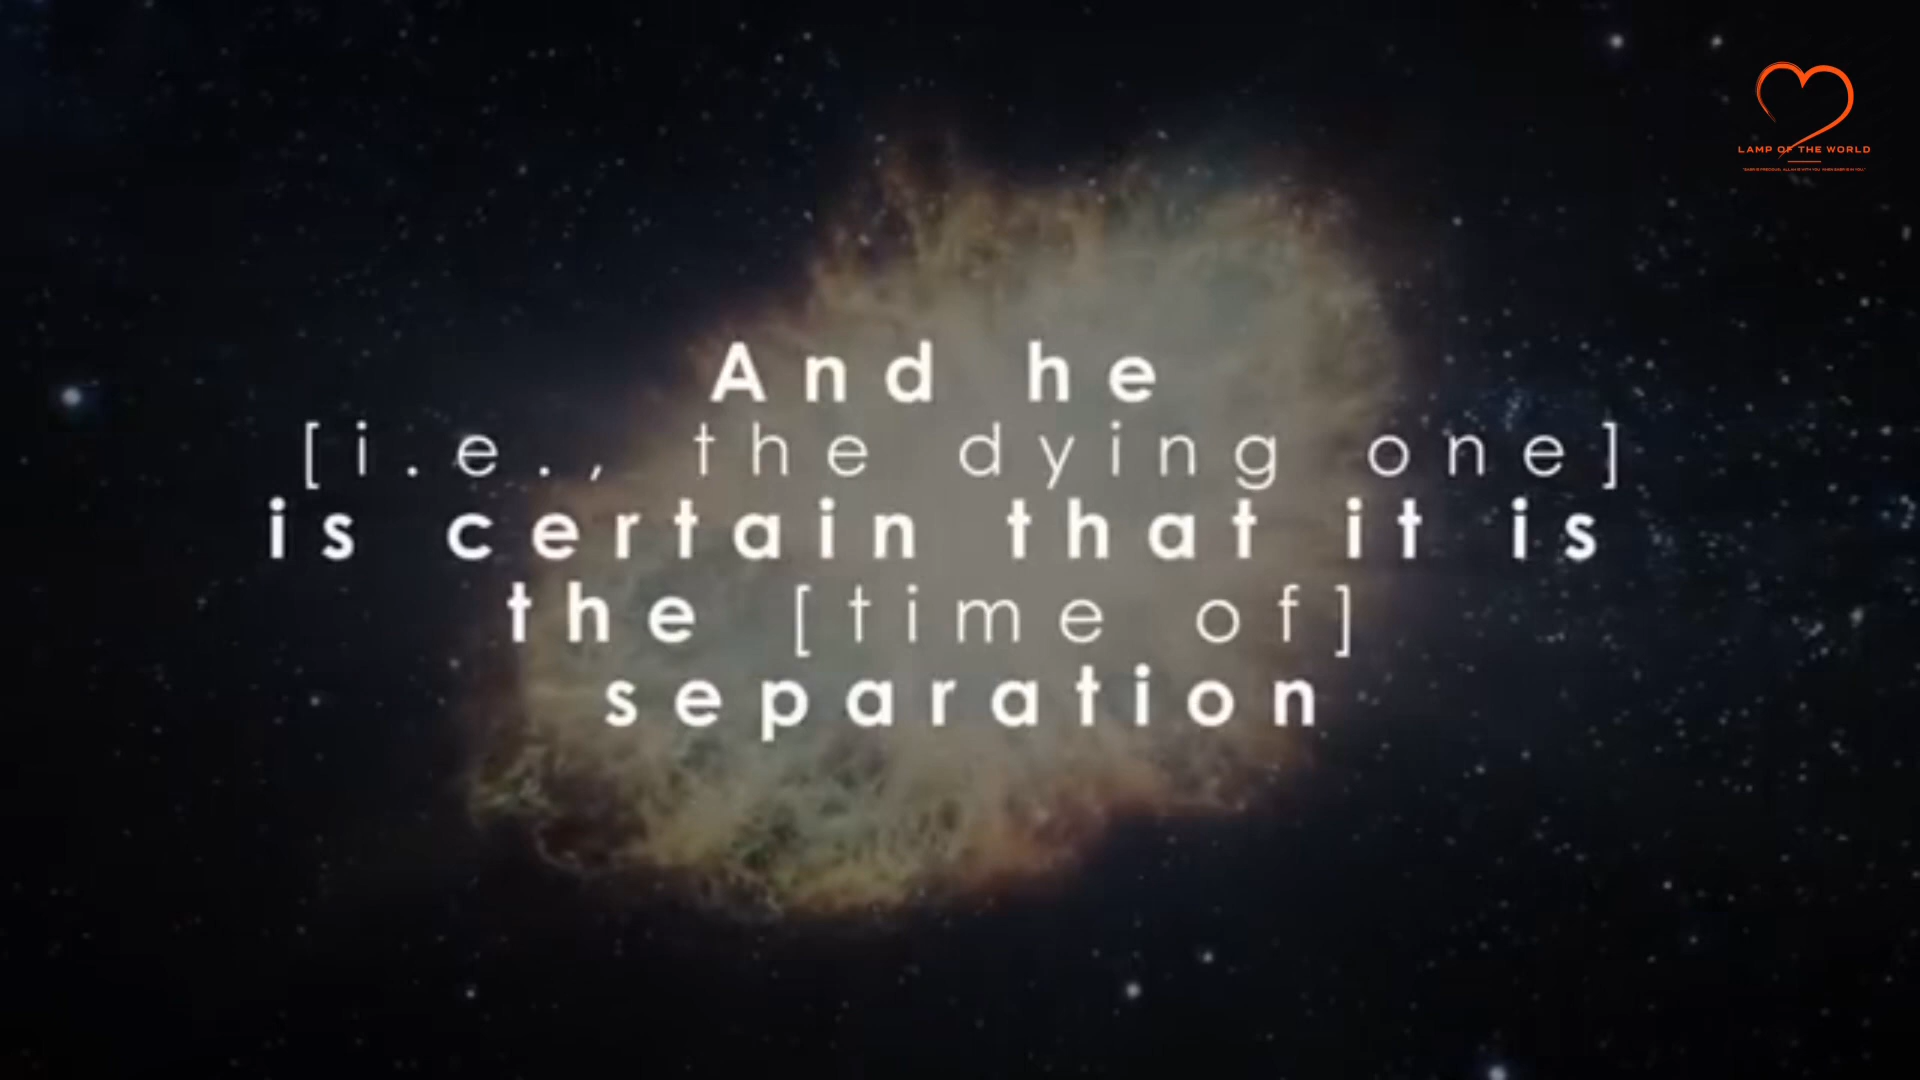 LAMP OF THE WORLD
And he
[i.e., the dying one]
is certain that it is
the [time of]
separation